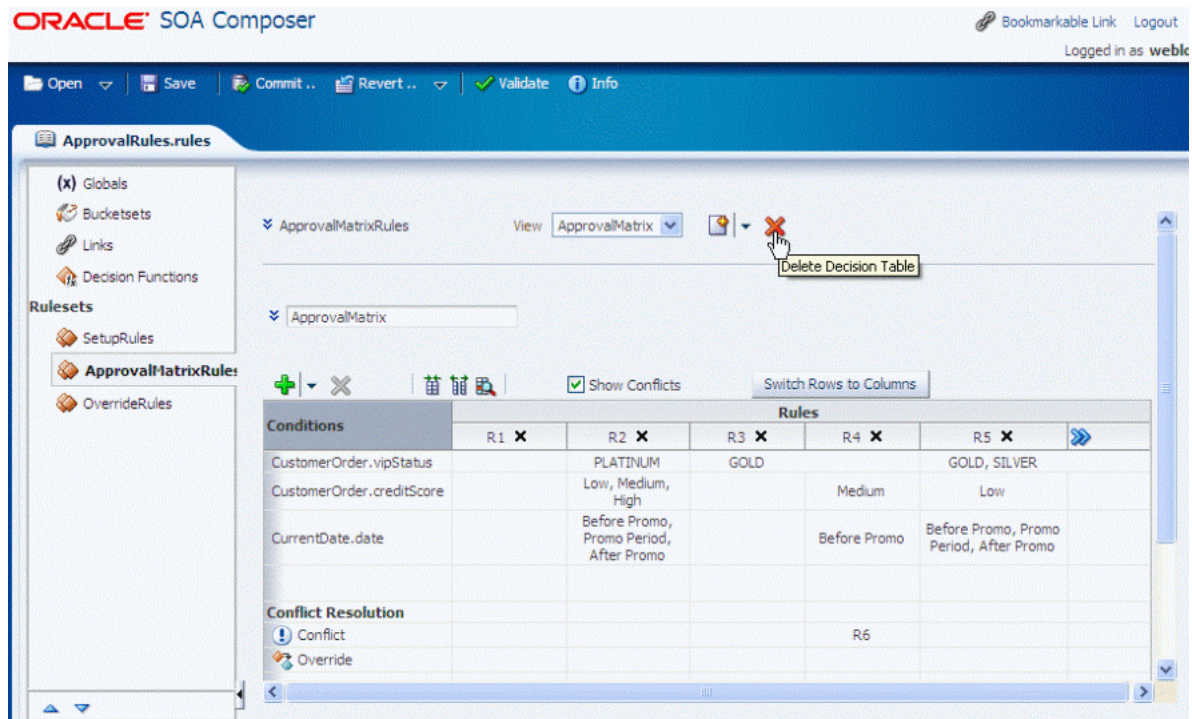 ORACLE SOA Composer
Bookmarkable Link Logout
Logged in as weblo
Open Save Commit .. Revert .. Validate Info
ApprovalRules.rules
(x) Globals
Bucketsets
Links
Decision Functions
Rulesets
SetupRules
ApprovalMatrixRules
OverrideRules
ApprovalMatrixRules View ApprovalMatrix
Delete Decision Table
ApprovalMatrix
Show Conflicts Switch Rows to Columns
Conditions Rules
R1 R2 R3 R4 R5
CustomerOrder.vipStatus PLATINUM GOLD GOLD, SILVER
CustomerOrder.creditScore Low, Medium, High Medium Low
CurrentDate.date Before Promo, Promo Period, After Promo Before Promo Before Promo, Promo Period, After Promo
Conflict Resolution
Conflict R6
Override